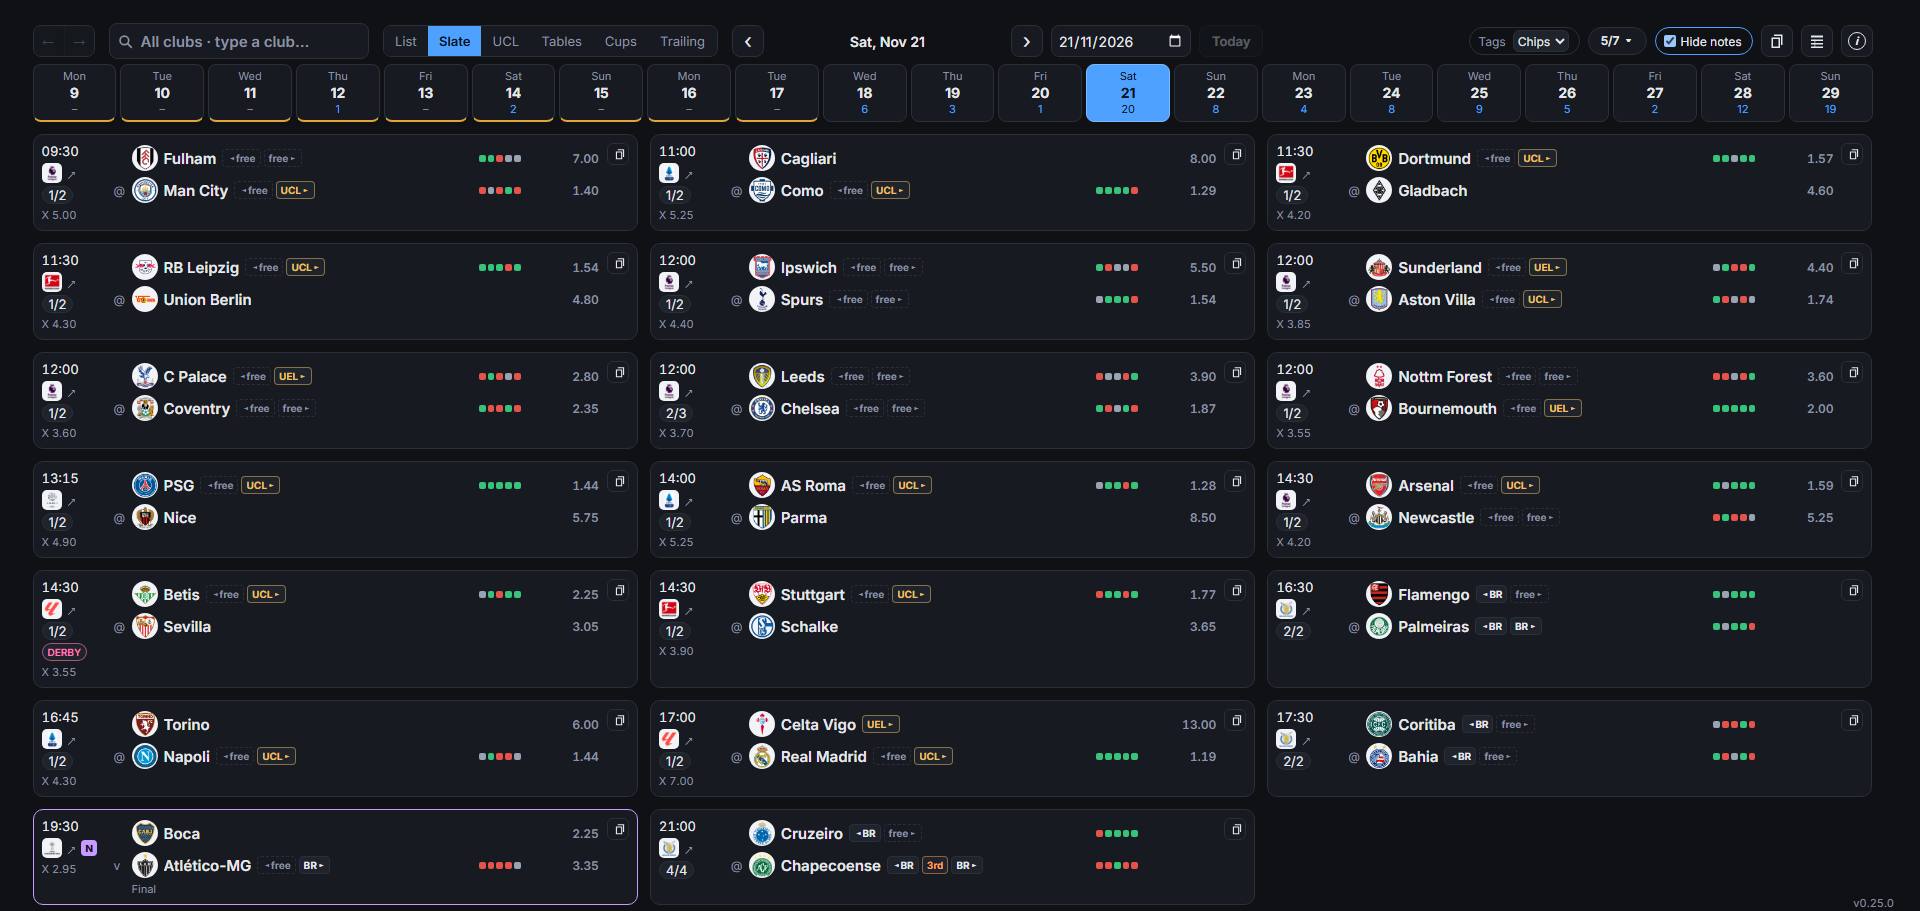 ← → All clubs · type a club... List Slate UCL Tables Cups Trailing ‹ Sat, Nov 21 › 21/11/2026 Today Tags Chips 5/7 Hide notes
Mon Tue Wed Thu Fri Sat Sun Mon Tue Wed Thu Fri Sat Sun Mon Tue Wed Thu Fri Sat Sun
9 10 11 12 13 14 15 16 17 18 19 20 21 22 23 24 25 26 27 28 29
– – – 1 – 2 – – – 6 3 1 20 8 4 8 9 5 2 12 19
09:30 Fulham ◂free free▸ 7.00
1/2 @ Man City ◂free UCL▸ 1.40
X 5.00
11:00 Cagliari 8.00
1/2 @ Como ◂free UCL▸ 1.29
X 5.25
11:30 Dortmund ◂free UCL▸ 1.57
1/2 @ Gladbach 4.60
X 4.20
11:30 RB Leipzig ◂free UCL▸ 1.54
1/2 @ Union Berlin 4.80
X 4.30
12:00 Ipswich ◂free free▸ 5.50
1/2 @ Spurs ◂free free▸ 1.54
X 4.40
12:00 Sunderland ◂free UEL▸ 4.40
1/2 @ Aston Villa ◂free UCL▸ 1.74
X 3.85
12:00 C Palace ◂free UEL▸ 2.80
1/2 @ Coventry ◂free free▸ 2.35
X 3.60
12:00 Leeds ◂free free▸ 3.90
2/3 @ Chelsea ◂free free▸ 1.87
X 3.70
12:00 Nottm Forest ◂free free▸ 3.60
1/2 @ Bournemouth ◂free UEL▸ 2.00
X 3.55
13:15 PSG ◂free UCL▸ 1.44
1/2 @ Nice 5.75
X 4.90
14:00 AS Roma ◂free UCL▸ 1.28
1/2 @ Parma 8.50
X 5.25
14:30 Arsenal ◂free UCL▸ 1.59
1/2 @ Newcastle ◂free free▸ 5.25
X 4.20
14:30 Betis ◂free UCL▸ 2.25
1/2 @ Sevilla 3.05
DERBY
X 3.55
14:30 Stuttgart ◂free UCL▸ 1.77
1/2 @ Schalke 3.65
X 3.90
16:30 Flamengo ◂BR free▸
2/2 @ Palmeiras ◂BR BR▸
16:45 Torino 6.00
1/2 @ Napoli ◂free UCL▸ 1.44
X 4.30
17:00 Celta Vigo UEL▸ 13.00
1/2 @ Real Madrid ◂free UCL▸ 1.19
X 7.00
17:30 Coritiba ◂BR free▸
2/2 @ Bahia ◂BR free▸
19:30 Boca 2.25
N
X 2.95 v Atlético-MG ◂free BR▸ 3.35
Final
21:00 Cruzeiro ◂BR free▸
4/4 @ Chapecoense ◂BR 3rd BR▸
v0.25.0